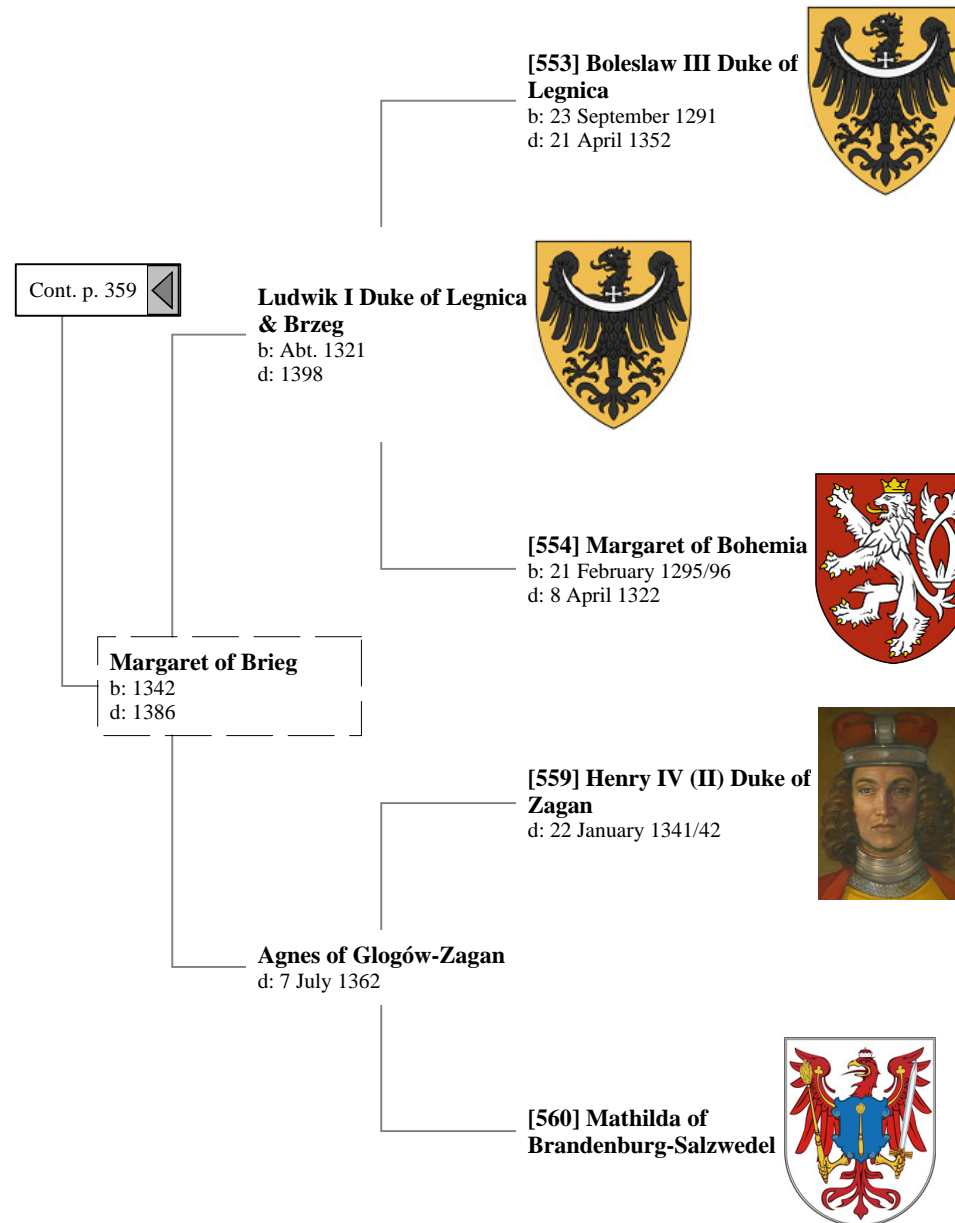 [553] Boleslaw III Duke of
Legnica
b: 23 September 1291
d: 21 April 1352
Cont. p. 359
Ludwik I Duke of Legnica
& Brzeg
b: Abt. 1321
d: 1398
[554] Margaret of Bohemia
b: 21 February 1295/96
d: 8 April 1322
Margaret of Brieg
b: 1342
d: 1386
[559] Henry IV (II) Duke of
Zagan
d: 22 January 1341/42
Agnes of Glogów-Zagan
d: 7 July 1362
[560] Mathilda of
Brandenburg-Salzwedel